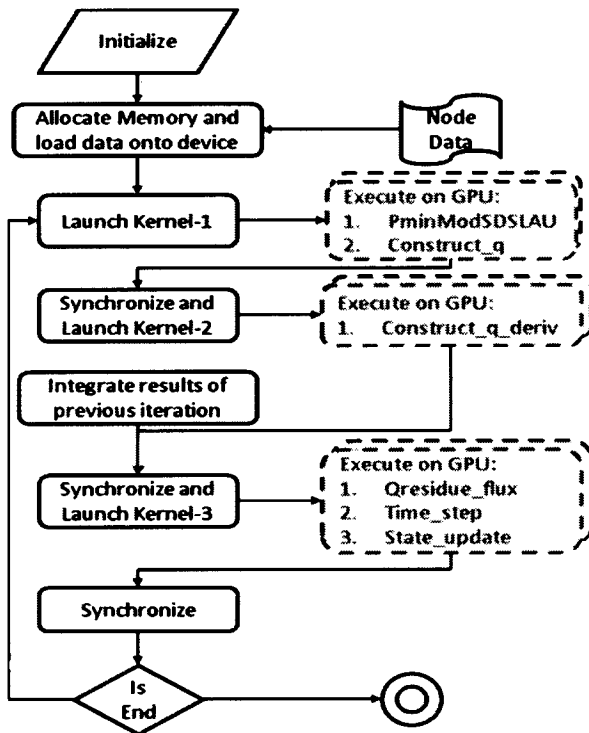 Initialize
Allocate Memory and
load data onto device
Node
Data
Launch Kernel-1
Execute on GPU:
1. PminModSDSLAU
2. Construct_q
Synchronize and
Launch Kernel-2
Execute on GPU:
1. Construct_q_deriv
Integrate results of
previous iteration
Synchronize and
Launch Kernel-3
Execute on GPU:
1. Qresidue_flux
2. Time_step
3. State_update
Synchronize
Is
End